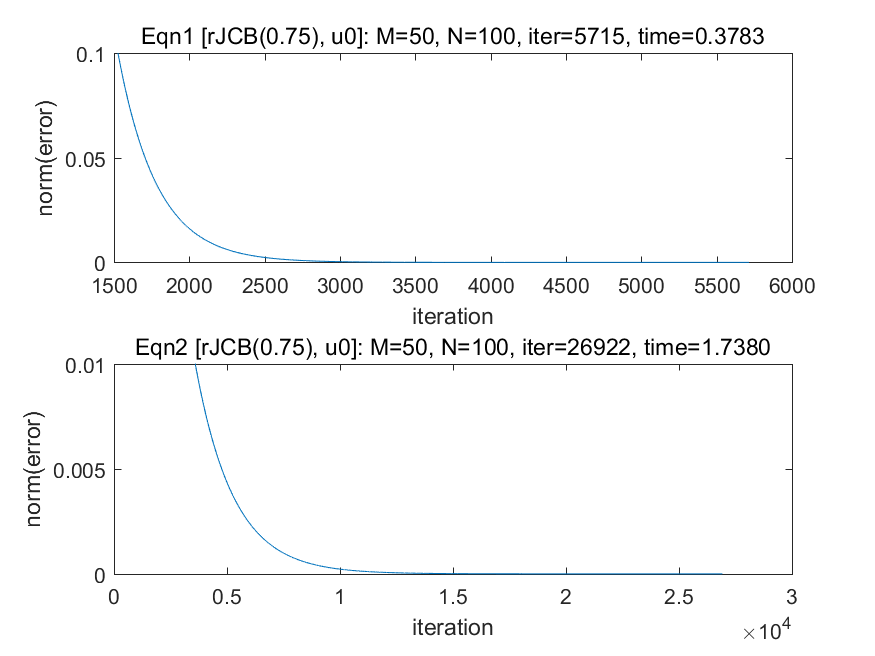 Eqn1 [rJCB(0.75), u0]: M=50, N=100, iter=5715, time=0.3783
0.1
0.05
0
norm(error)
1500 2000 2500 3000 3500 4000 4500 5000 5500 6000
iteration
Eqn2 [rJCB(0.75), u0]: M=50, N=100, iter=26922, time=1.7380
0.01
0.005
0
norm(error)
0 0.5 1 1.5 2 2.5 3
×10^4
iteration